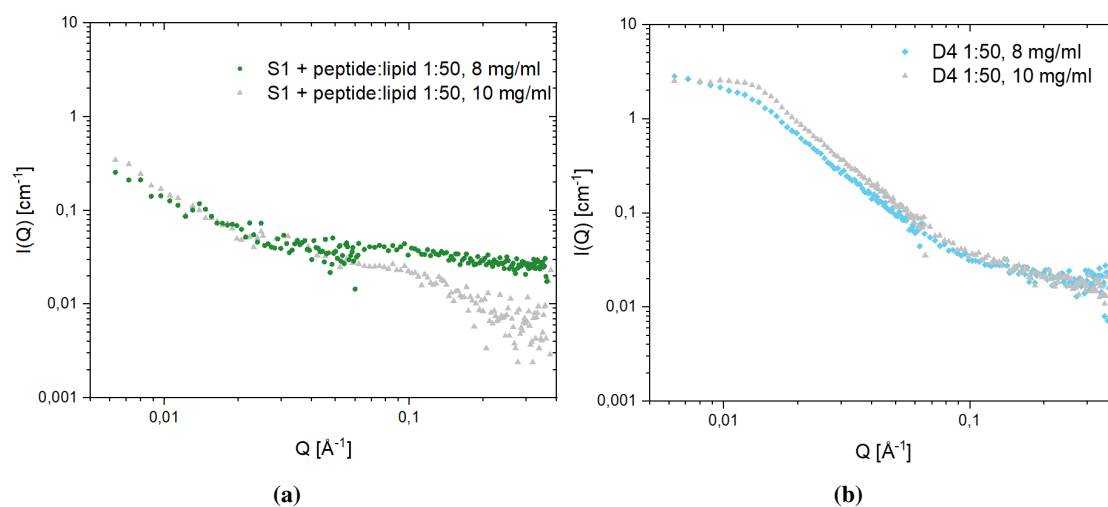 10
1
0,1
0,01
0,001
I(Q) [cm-1]
S1 + peptide:lipid 1:50, 8 mg/ml
S1 + peptide:lipid 1:50, 10 mg/ml
0,01
0,1
Q [Å-1]
(a)
10
1
0,1
0,01
0,001
I(Q) [cm-1]
D4 1:50, 8 mg/ml
D4 1:50, 10 mg/ml
0,01
0,1
Q [Å-1]
(b)